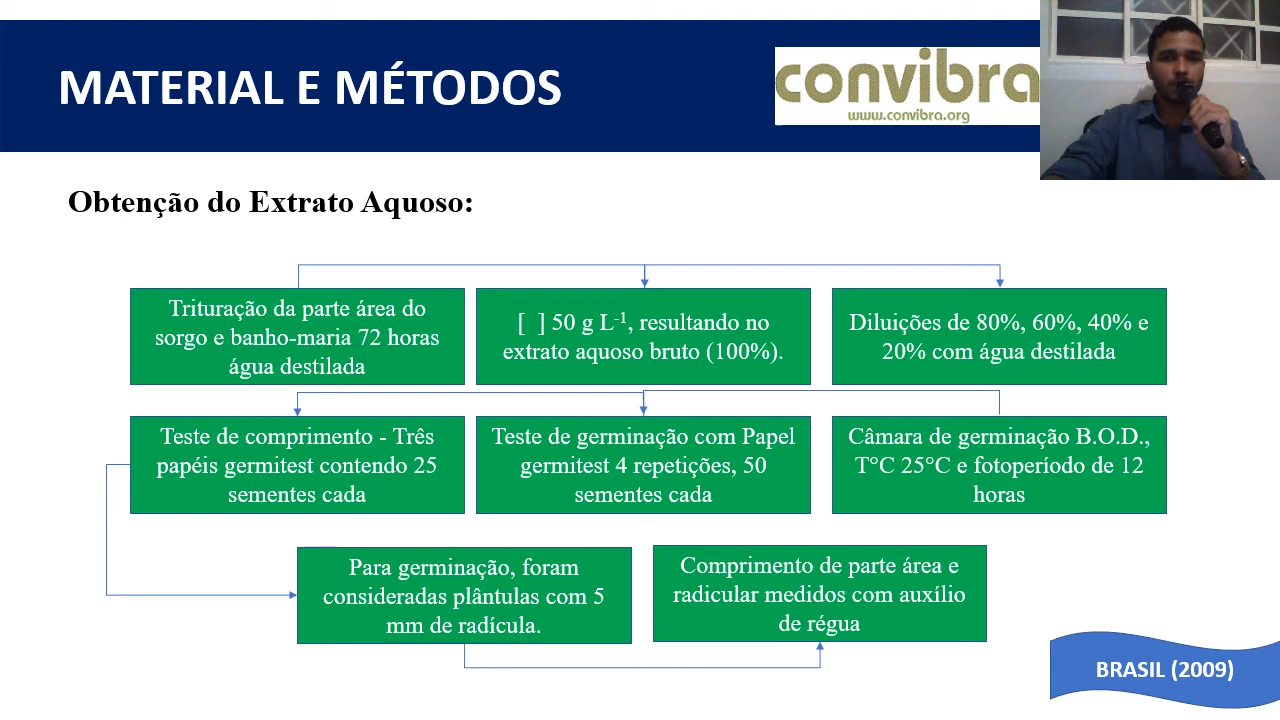 MATERIAL E MÉTODOS
convibra
www.convibra.org
Obtenção do Extrato Aquoso:
Trituração da parte área do
sorgo e banho-maria 72 horas
água destilada
[ ] 50 g L-1, resultando no
extrato aquoso bruto (100%).
Diluições de 80%, 60%, 40% e
20% com água destilada
Teste de comprimento - Três
papéis germitest contendo 25
sementes cada
Teste de germinação com Papel
germitest 4 repetições, 50
sementes cada
Câmara de germinação B.O.D.,
T°C 25°C e fotoperíodo de 12
horas
Para germinação, foram
consideradas plântulas com 5
mm de radícula.
Comprimento de parte área e
radicular medidos com auxílio
de régua
BRASIL (2009)